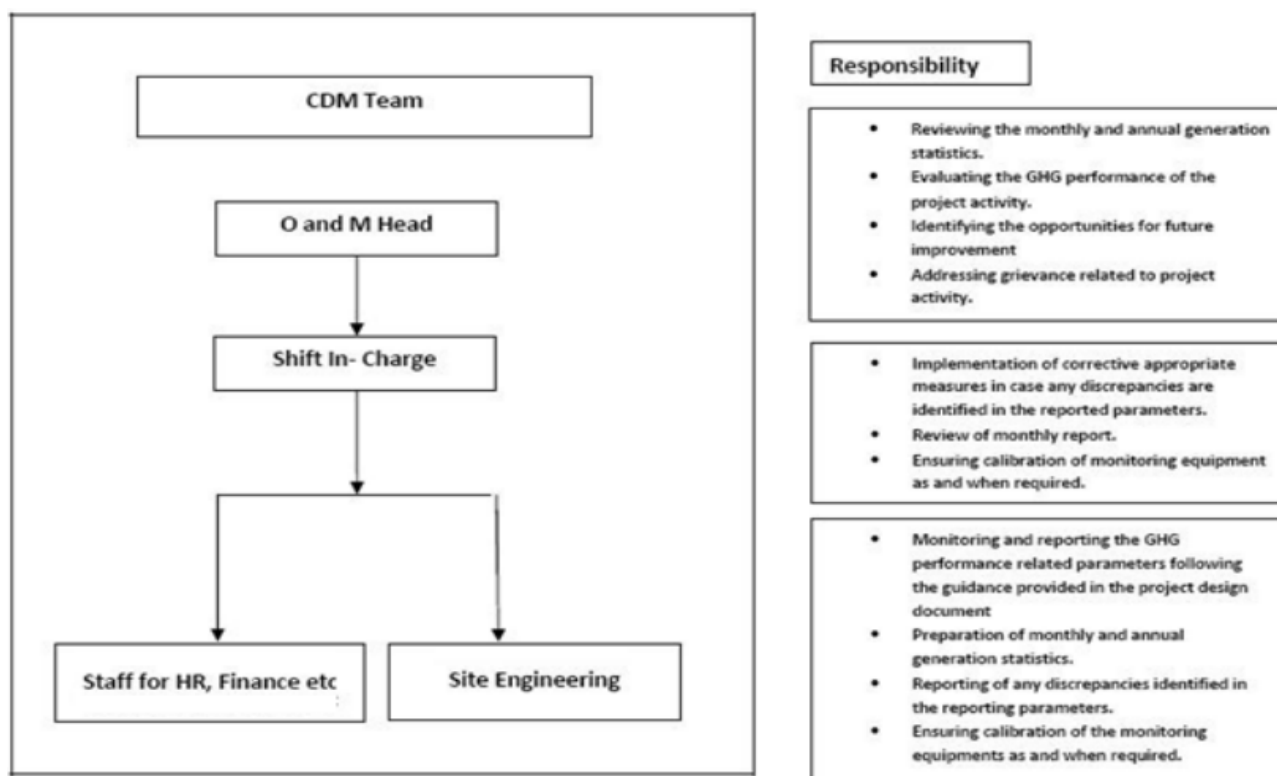 CDM Team
O and M Head
Shift In- Charge
Staff for HR, Finance etc
Site Engineering
Responsibility
• Reviewing the monthly and annual generation
statistics.
• Evaluating the GHG performance of the
project activity.
• Identifying the opportunities for future
improvement
• Addressing grievance related to project
activity.
• Implementation of corrective appropriate
measures in case any discrepancies are
identified in the reported parameters.
• Review of monthly report.
• Ensuring calibration of monitoring equipment
as and when required.
• Monitoring and reporting the GHG
performance related parameters following
the guidance provided in the project design
document
• Preparation of monthly and annual
generation statistics.
• Reporting of any discrepancies identified in
the reporting parameters.
• Ensuring calibration of the monitoring
equipments as and when required.